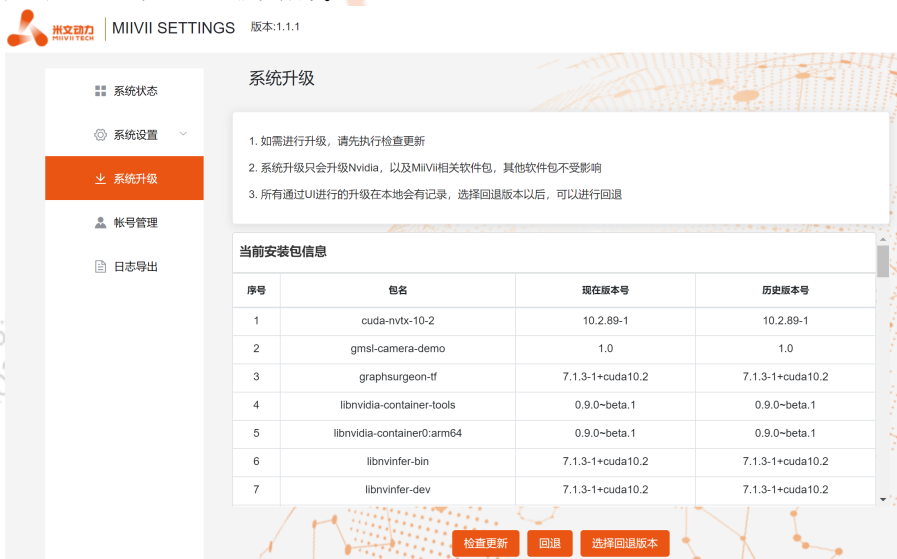 米文动力
MIIVII TECH
MIIVII SETTINGS 版本:1.1.1
系统状态
系统设置
系统升级
帐号管理
日志导出
系统升级
1. 如需进行升级，请先执行检查更新
2. 系统升级只会升级Nvidia，以及MiiVii相关软件包，其他软件包不受影响
3. 所有通过UI进行的升级在本地会有记录，选择回退版本以后，可以进行回退
当前安装包信息
序号 包名 现在版本号 历史版本号
1 cuda-nvtx-10-2 10.2.89-1 10.2.89-1
2 gmsl-camera-demo 1.0 1.0
3 graphsurgeon-tf 7.1.3-1+cuda10.2 7.1.3-1+cuda10.2
4 libnvidia-container-tools 0.9.0~beta.1 0.9.0~beta.1
5 libnvidia-container0:arm64 0.9.0~beta.1 0.9.0~beta.1
6 libnvinfer-bin 7.1.3-1+cuda10.2 7.1.3-1+cuda10.2
7 libnvinfer-dev 7.1.3-1+cuda10.2 7.1.3-1+cuda10.2
检查更新 回退 选择回退版本